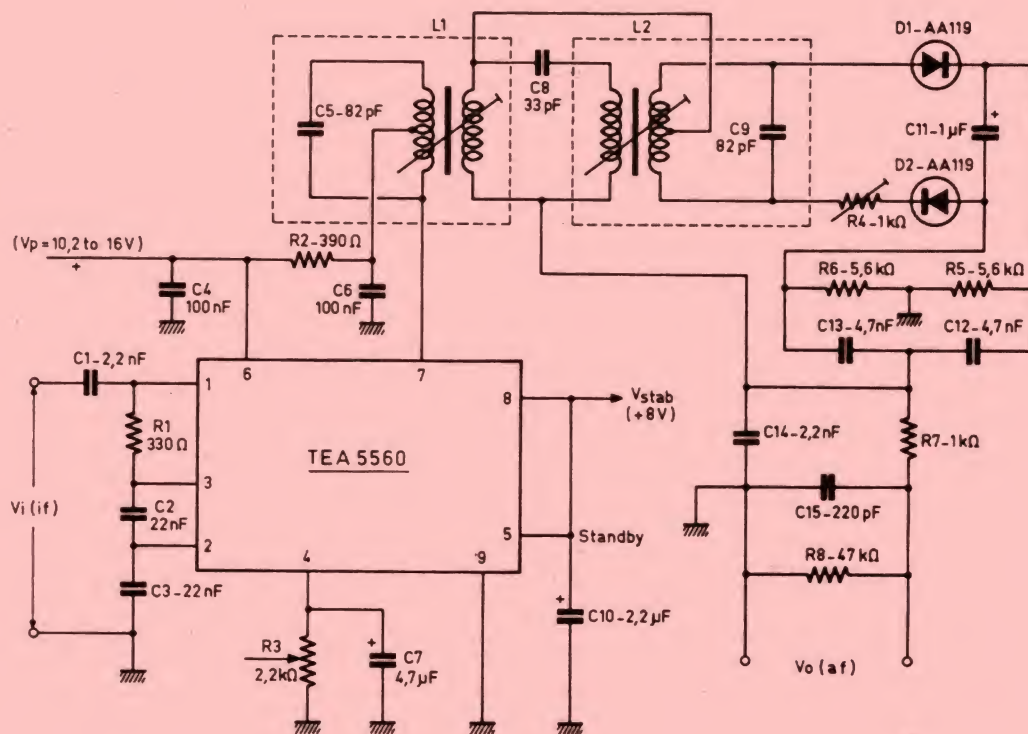 L1
L2
D1-AA119
C5-82pF
C8
33pF
C9
82pF
C11-1µF
+
D2-AA119
R4-1kΩ
(Vp=10,2 to 16V)
+
R2-390Ω
C4
100nF
C6
100nF
R6-5,6kΩ
R5-5,6kΩ
C13-4,7nF
C12-4,7nF
C1-2,2nF
6
7
1
8
Vstab
(+8V)
R1
330Ω
TEA 5560
C14-2,2nF
R7-1kΩ
3
Vi(if)
C2
22nF
C15-220pF
2
5
Standby
4
9
R8-47kΩ
C3-22nF
+
C10-2,2µF
R3
2,2kΩ
+
C7
4,7µF
Vo(af)